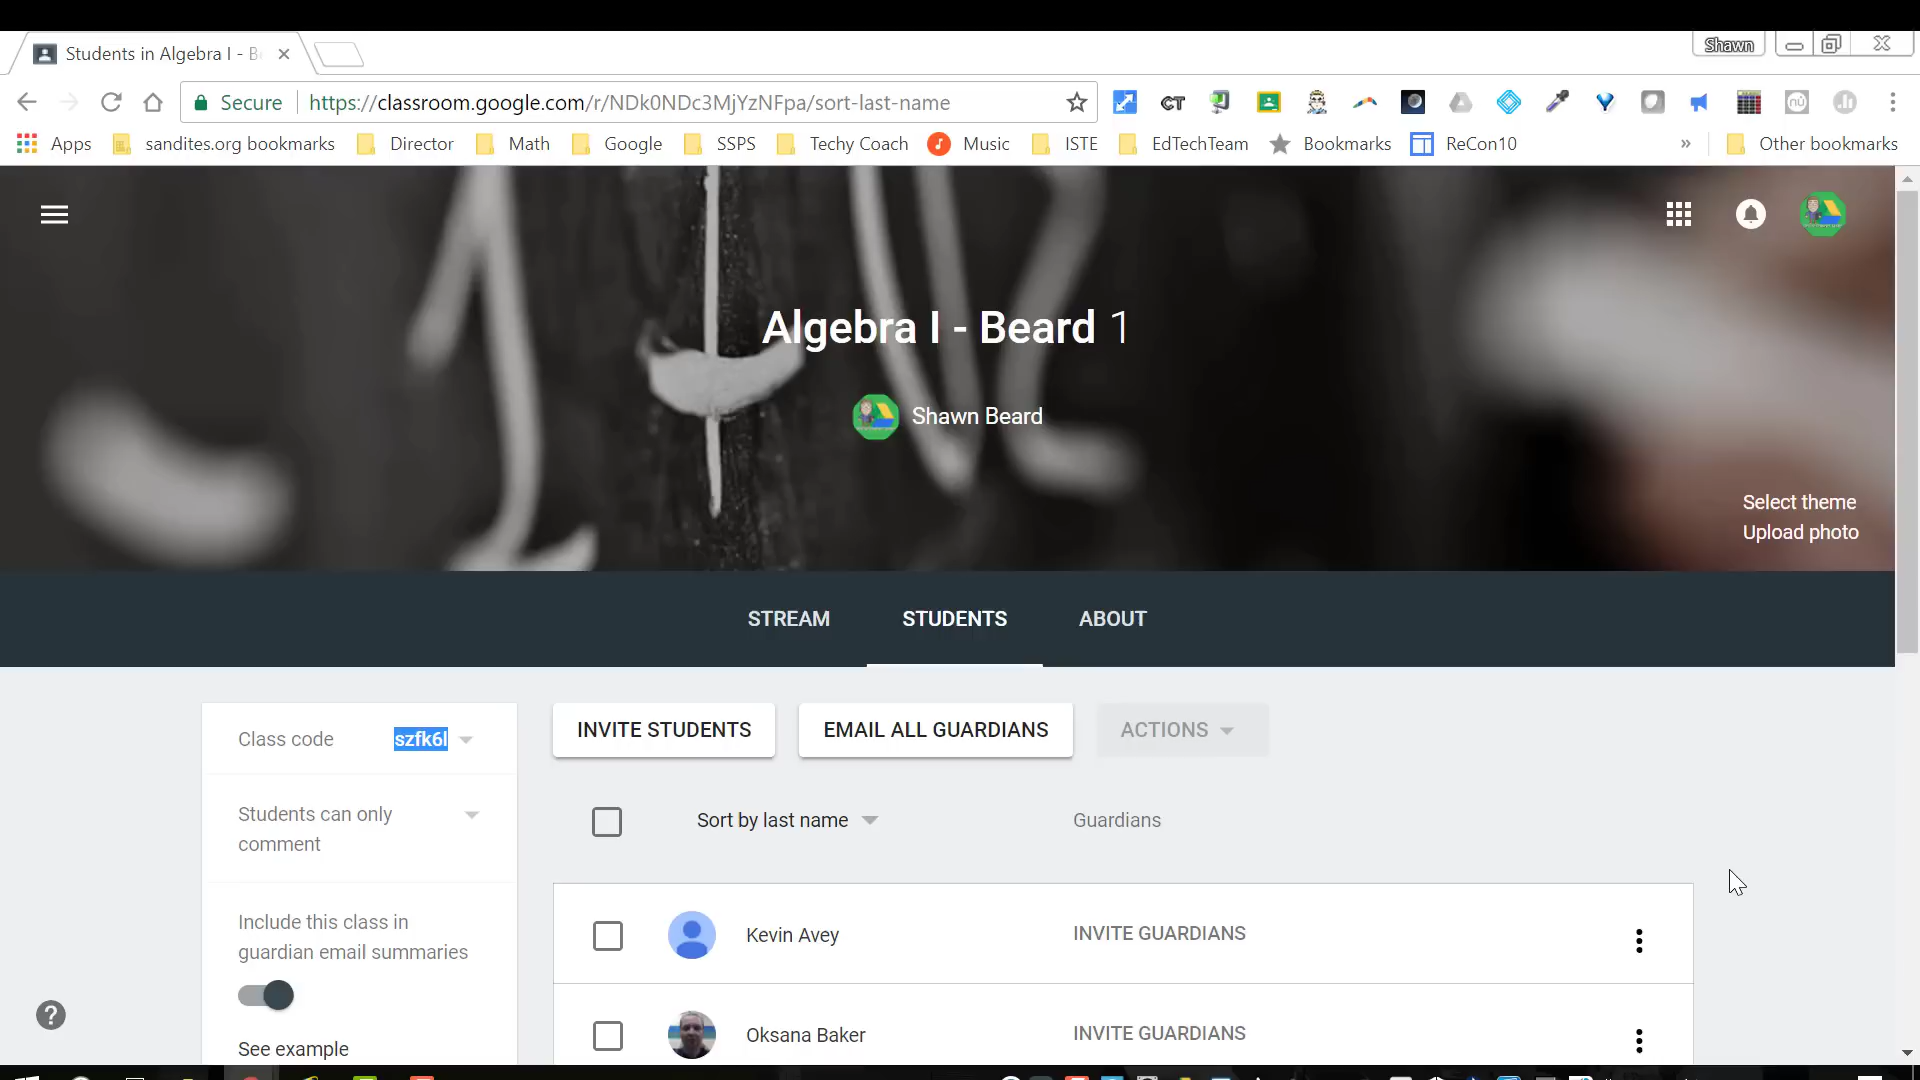 Students in Algebra I - B
Shawn
Secure
https://classroom.google.com/r/NDk0NDc3MjYzNFpa/sort-last-name
CT
Apps
sandites.org bookmarks
Director
Math
Google
SSPS
Techy Coach
Music
ISTE
EdTechTeam
Bookmarks
ReCon10
»
Other bookmarks
Algebra I - Beard 1
Shawn Beard
Select theme
Upload photo
STREAM
STUDENTS
ABOUT
Class code szfk6l
INVITE STUDENTS
EMAIL ALL GUARDIANS
ACTIONS
Students can only
comment
Sort by last name
Guardians
Include this class in
guardian email summaries
See example
Kevin Avey
INVITE GUARDIANS
Oksana Baker
INVITE GUARDIANS
?